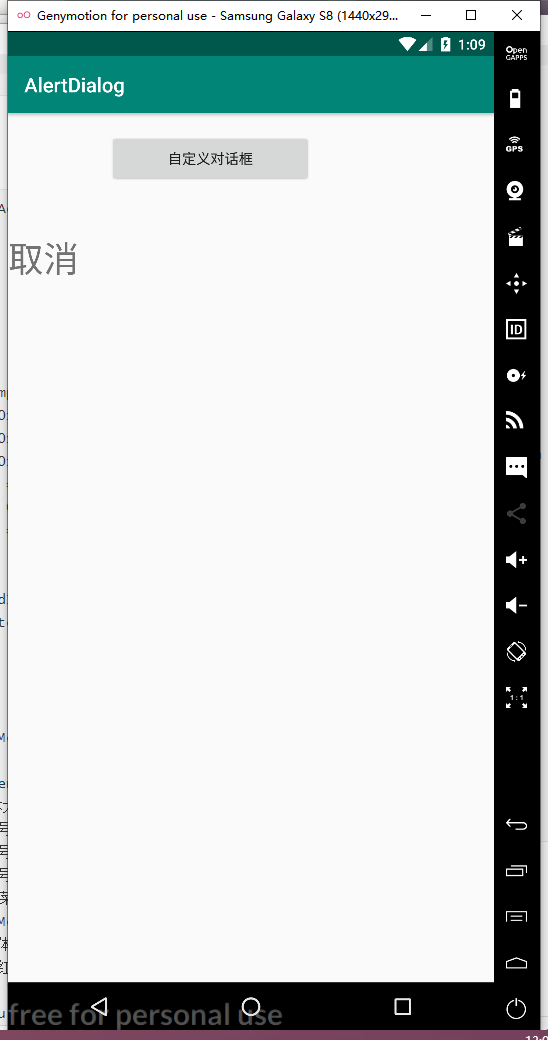 Genymotion for personal use - Samsung Galaxy S8 (1440x29...
1:09
Open
GAPPS
AlertDialog
自定义对话框
GPS
取消
ID
1:1
free for personal use